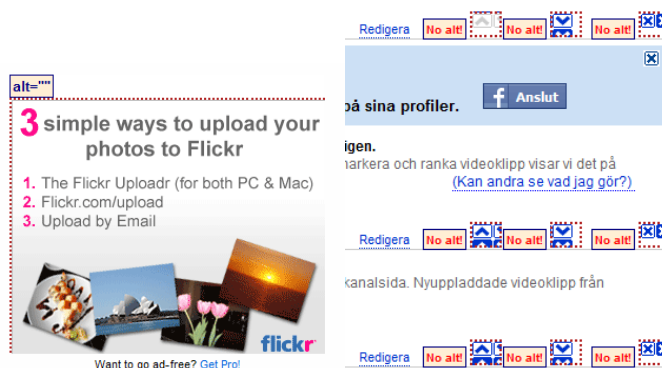 alt=""
3 simple ways to upload your
photos to Flickr
1. The Flickr Uploadr (for both PC & Mac)
2. Flickr.com/upload
3. Upload by Email
flickr
Want to go ad-free? Get Pro!
Redigera No alt! No alt! No alt!
på sina profiler. f Anslut
igen.
markera och ranka videoklipp visar vi det på
(Kan andra se vad jag gör?)
Redigera No alt! No alt! No alt!
kanalsida. Nyuppladdade videoklipp från
Redigera No alt! No alt! No alt!